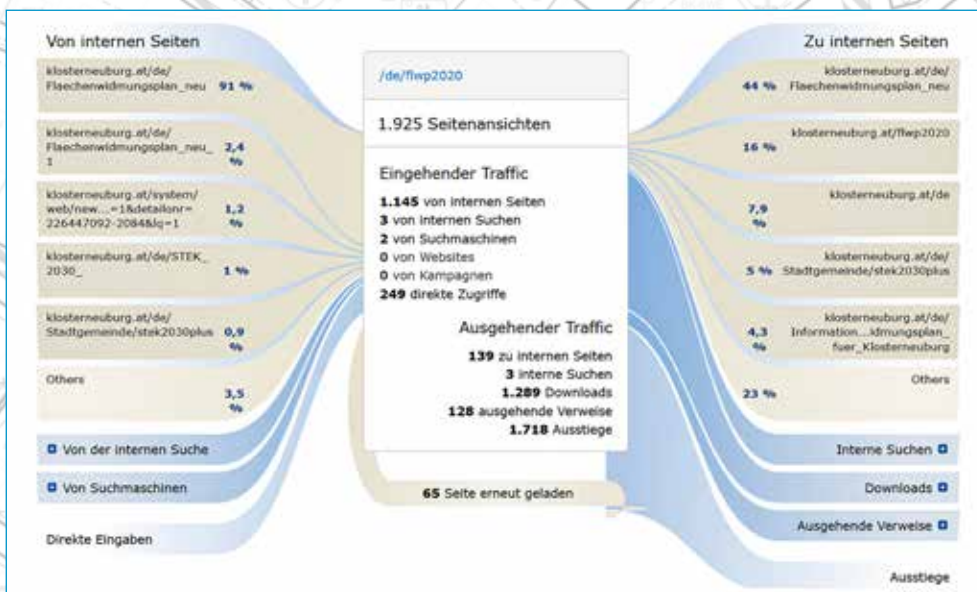 Von internen Seiten
klosterneuburg.at/de/
Flaechenwidmungsplan_neu 91 %
klosterneuburg.at/de/
Flaechenwidmungsplan_neu_ 2,4
1 %
klosterneuburg.at/system/
web/new...=1&detailonr= 1,2
226447092-2084&lq=1 %
klosterneuburg.at/de/STEK_
2030_ 1 %
klosterneuburg.at/de/
Stadtgemeinde/stek2030plus 0,9
%
Others
3,5
%
Von der internen Suche
Von Suchmaschinen
Direkte Eingaben
/de/flwp2020
1.925 Seitenansichten
Eingehender Traffic
1.145 von internen Seiten
3 von internen Suchen
2 von Suchmaschinen
0 von Websites
0 von Kampagnen
249 direkte Zugriffe
Ausgehender Traffic
139 zu internen Seiten
3 interne Suchen
1.289 Downloads
128 ausgehende Verweise
1.718 Ausstiege
65 Seite erneut geladen
Zu internen Seiten
klosterneuburg.at/de/
44 % Flaechenwidmungsplan_neu
klosterneuburg.at/flwp2020
16 %
klosterneuburg.at/de
7,9
%
klosterneuburg.at/de/
5 % Stadtgemeinde/stek2030plus
klosterneuburg.at/de/
4,3 Information...idmungsplan_
% fuer_Klosterneuburg
Others
23 %
Interne Suchen
Downloads
Ausgehende Verweise
Ausstiege